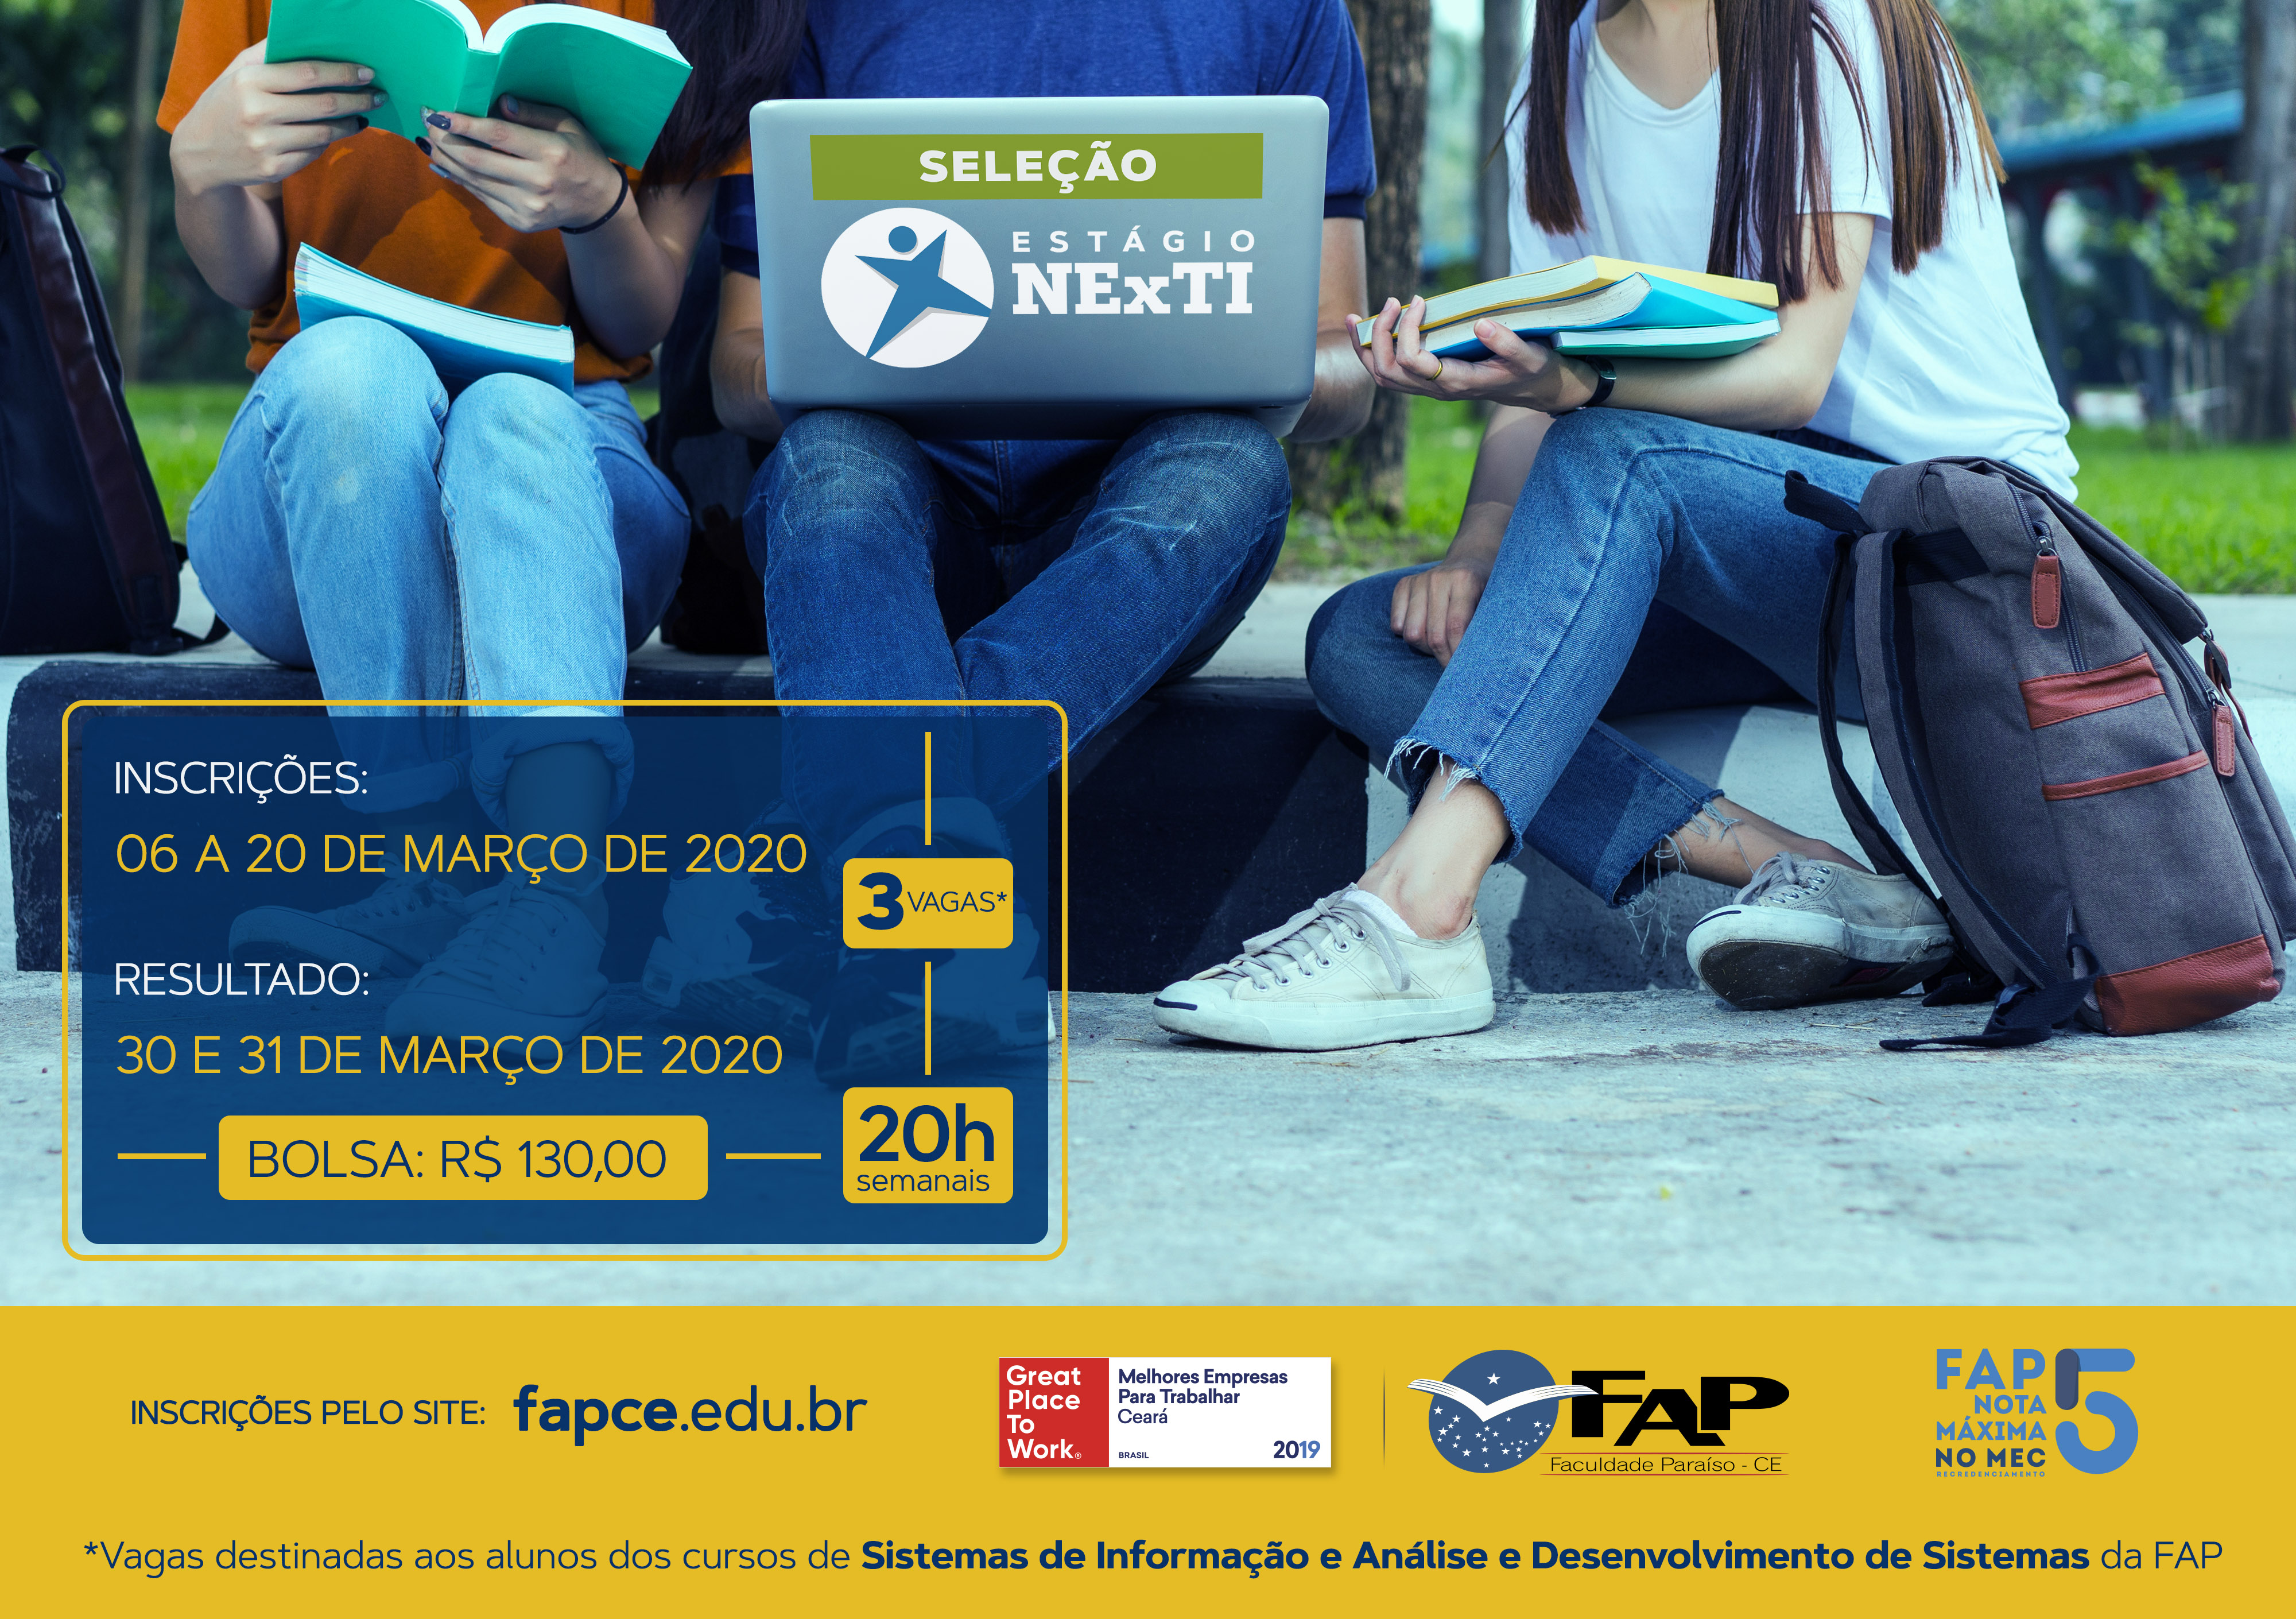 SELEÇÃO
ESTÁGIO
NExTI
INSCRIÇÕES:
06 A 20 DE MARÇO DE 2020
3 VAGAS*
RESULTADO:
30 E 31 DE MARÇO DE 2020
BOLSA: R$ 130,00
20h
semanais
INSCRIÇÕES PELO SITE: fapce.edu.br
Great
Place
To
Work®
Melhores Empresas
Para Trabalhar
Ceará
BRASIL
2019
FAP
Faculdade Paraíso - CE
FAP
NOTA
MÁXIMA
NO MEC
RECREDENCIAMENTO
5
*Vagas destinadas aos alunos dos cursos de Sistemas de Informação e Análise e Desenvolvimento de Sistemas da FAP